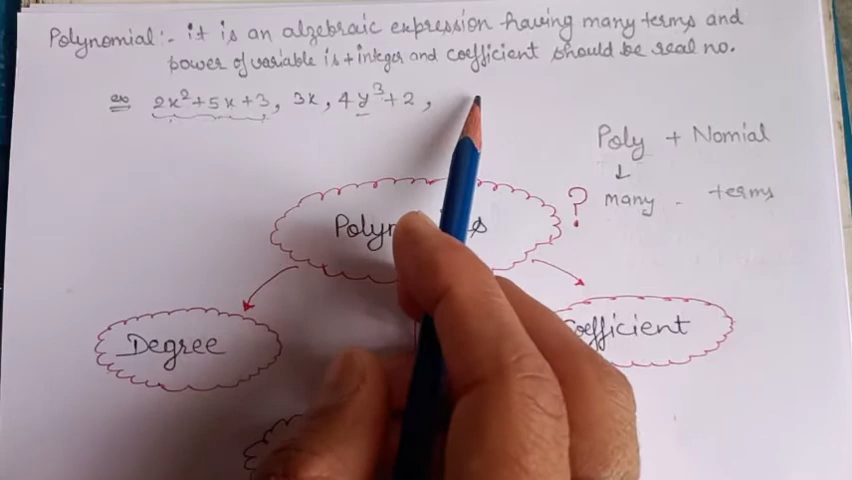 Polynomial:- it is an algebraic expression having many terms and
power of variable is + integer and coefficient should be real no.
ex 2x²+5x+3, 3x, 4y³+2,
Poly + Nomial
↓
many - terms
?
Degree